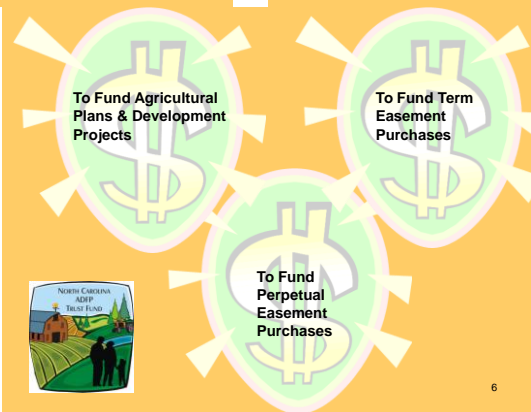 To Fund Agricultural
Plans & Development
Projects
To Fund Term
Easement
Purchases
To Fund
Perpetual
Easement
Purchases
NORTH CAROLINA
ADFP
TRUST FUND
6